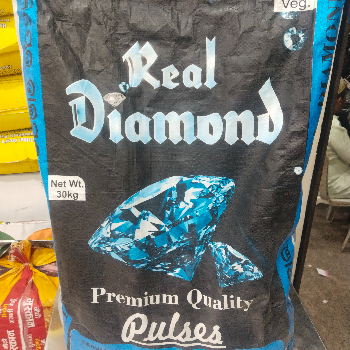 Veg.
Real
Diamond
Net Wt.
30kg
Premium Quality
Pulses